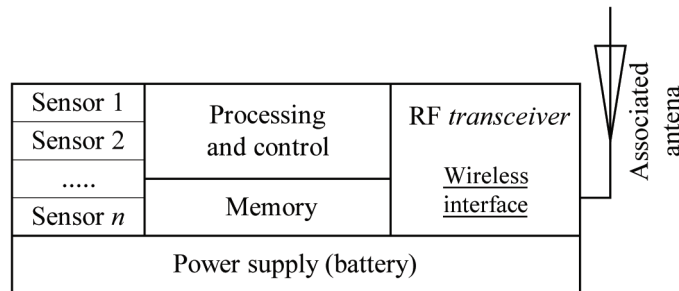 Sensor 1
Sensor 2
.....
Sensor n
Processing
and control
Memory
RF transceiver
Wireless
interface
Power supply (battery)
Associated
antena